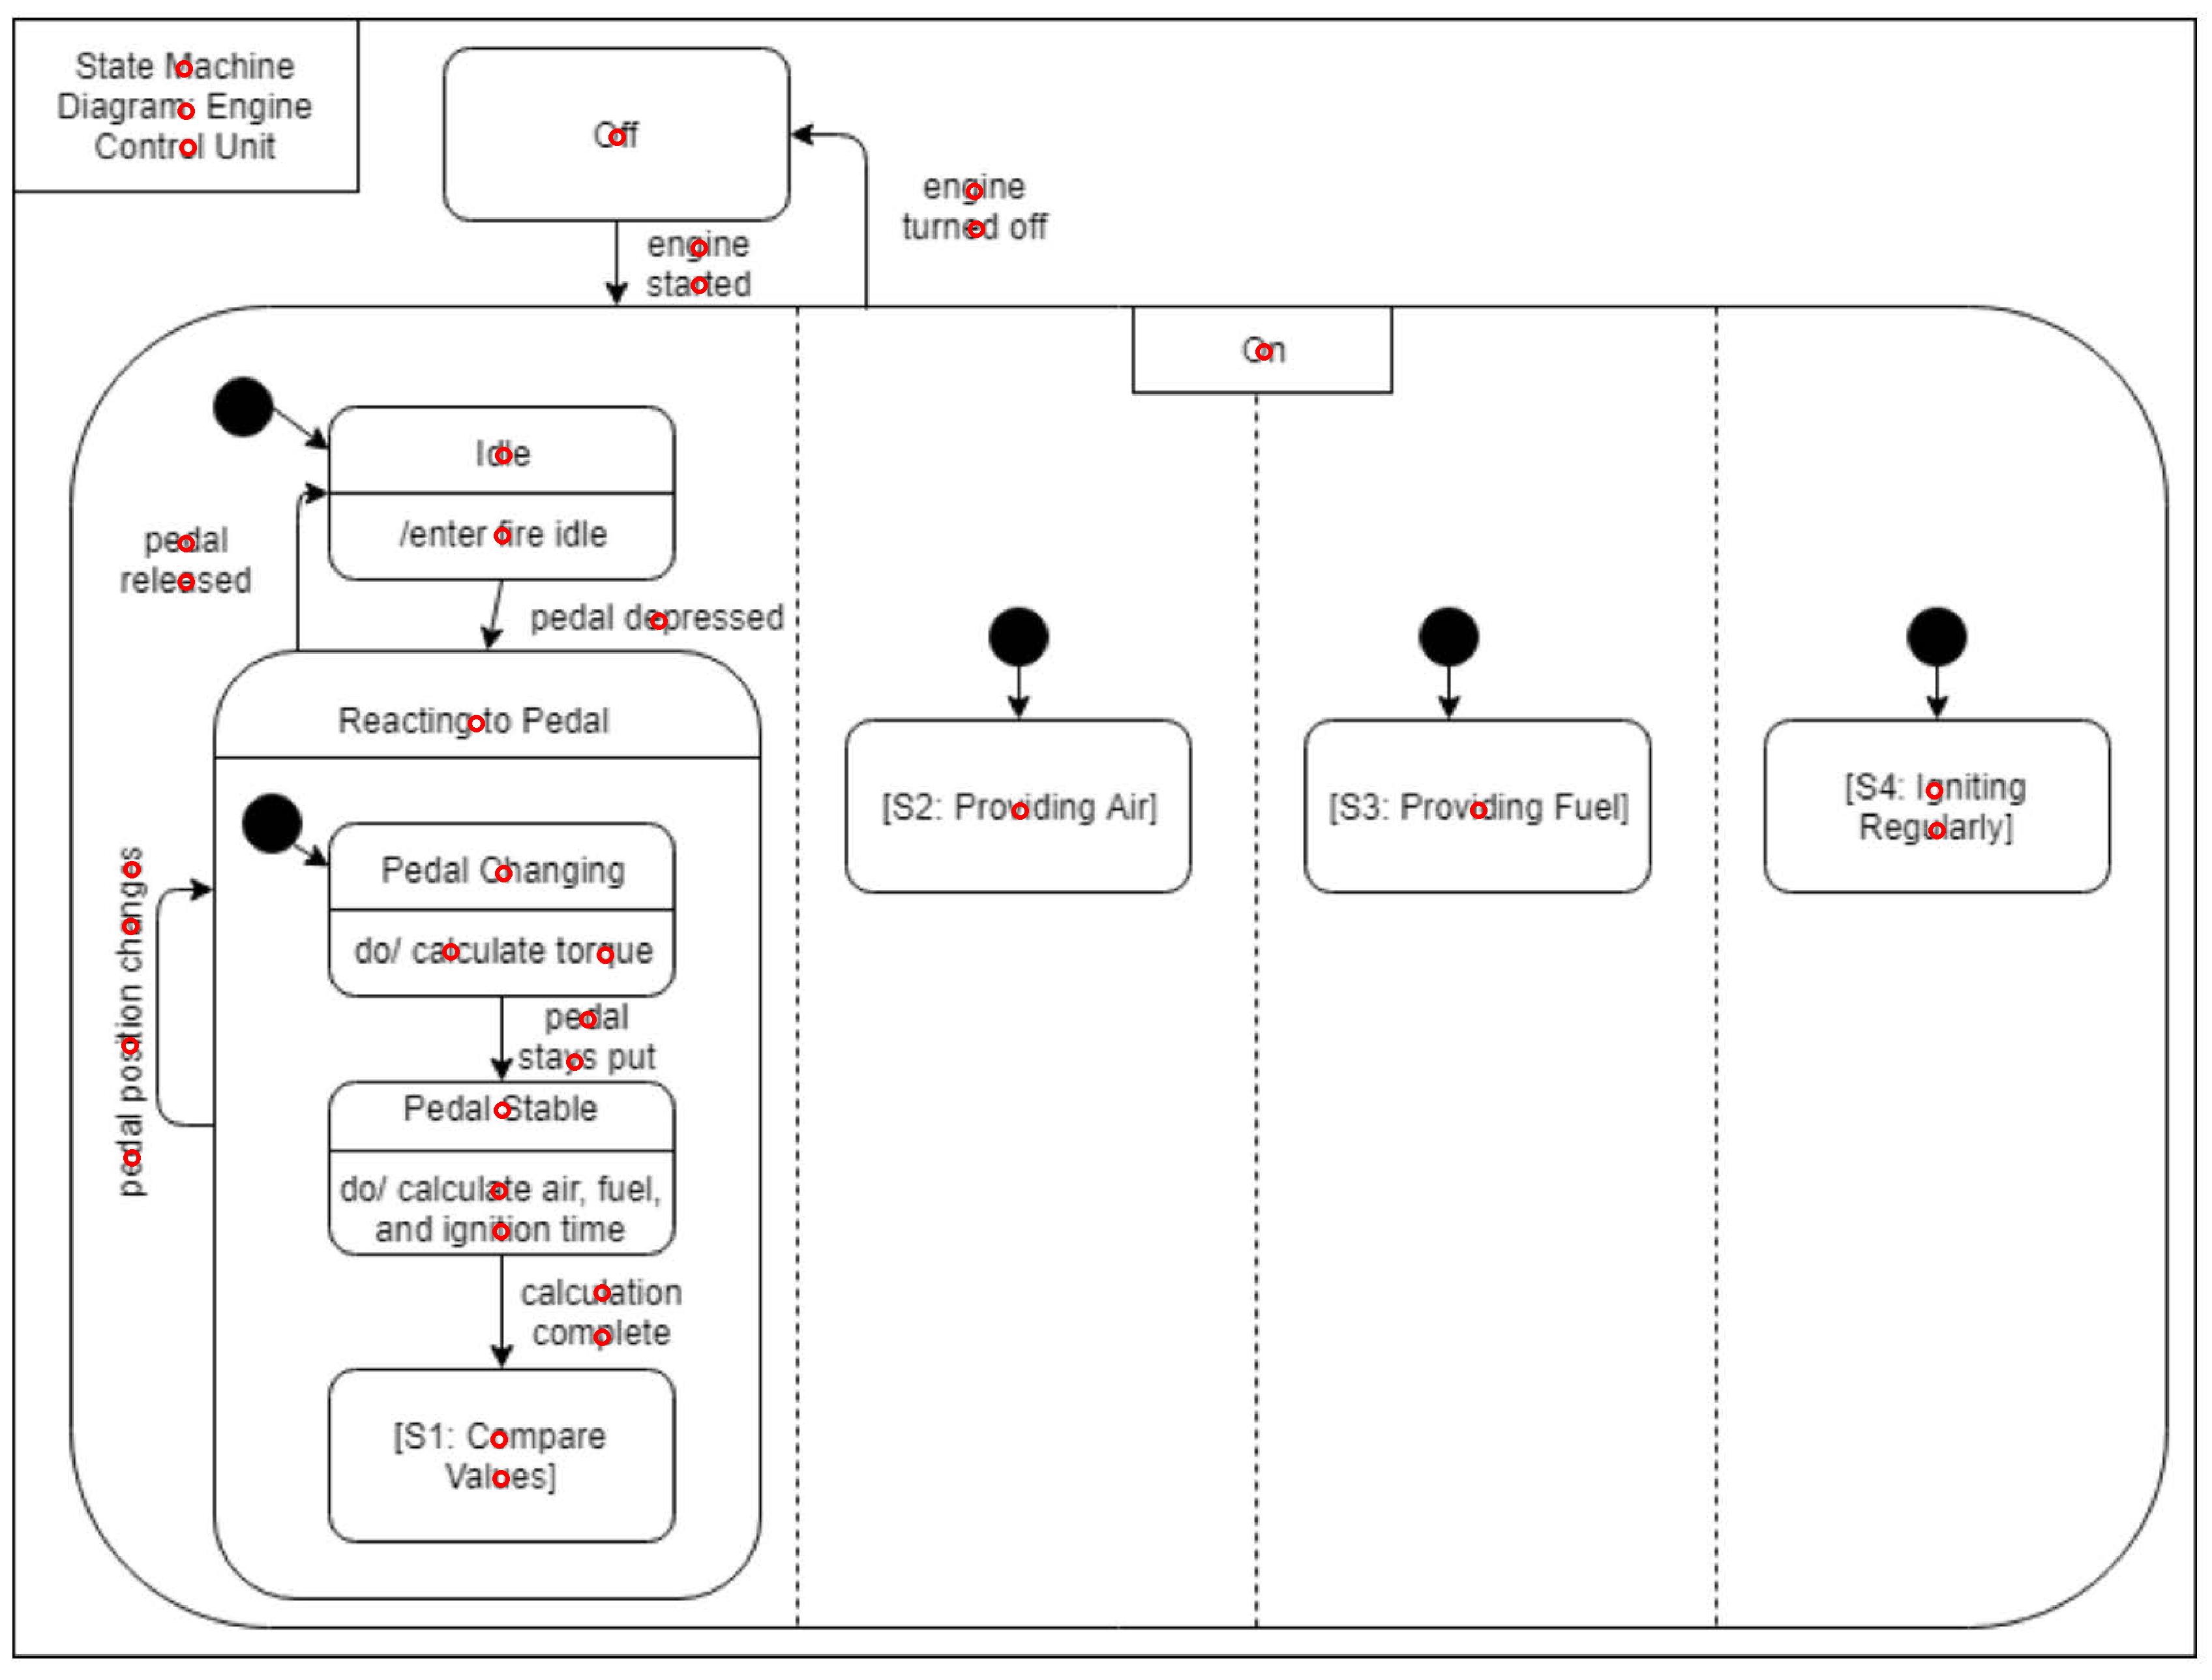 State Machine
Diagram: Engine
Control Unit
Off
engine
turned off
engine
started
On
Idle
/enter fire idle
pedal
released
pedal depressed
Reacting to Pedal
[S2: Providing Air]
[S3: Providing Fuel]
[S4: Igniting
Regularly]
Pedal Changing
do/ calculate torque
pedal position changes
pedal
stays put
Pedal Stable
do/ calculate air, fuel,
and ignition time
calculation
complete
[S1: Compare
Values]